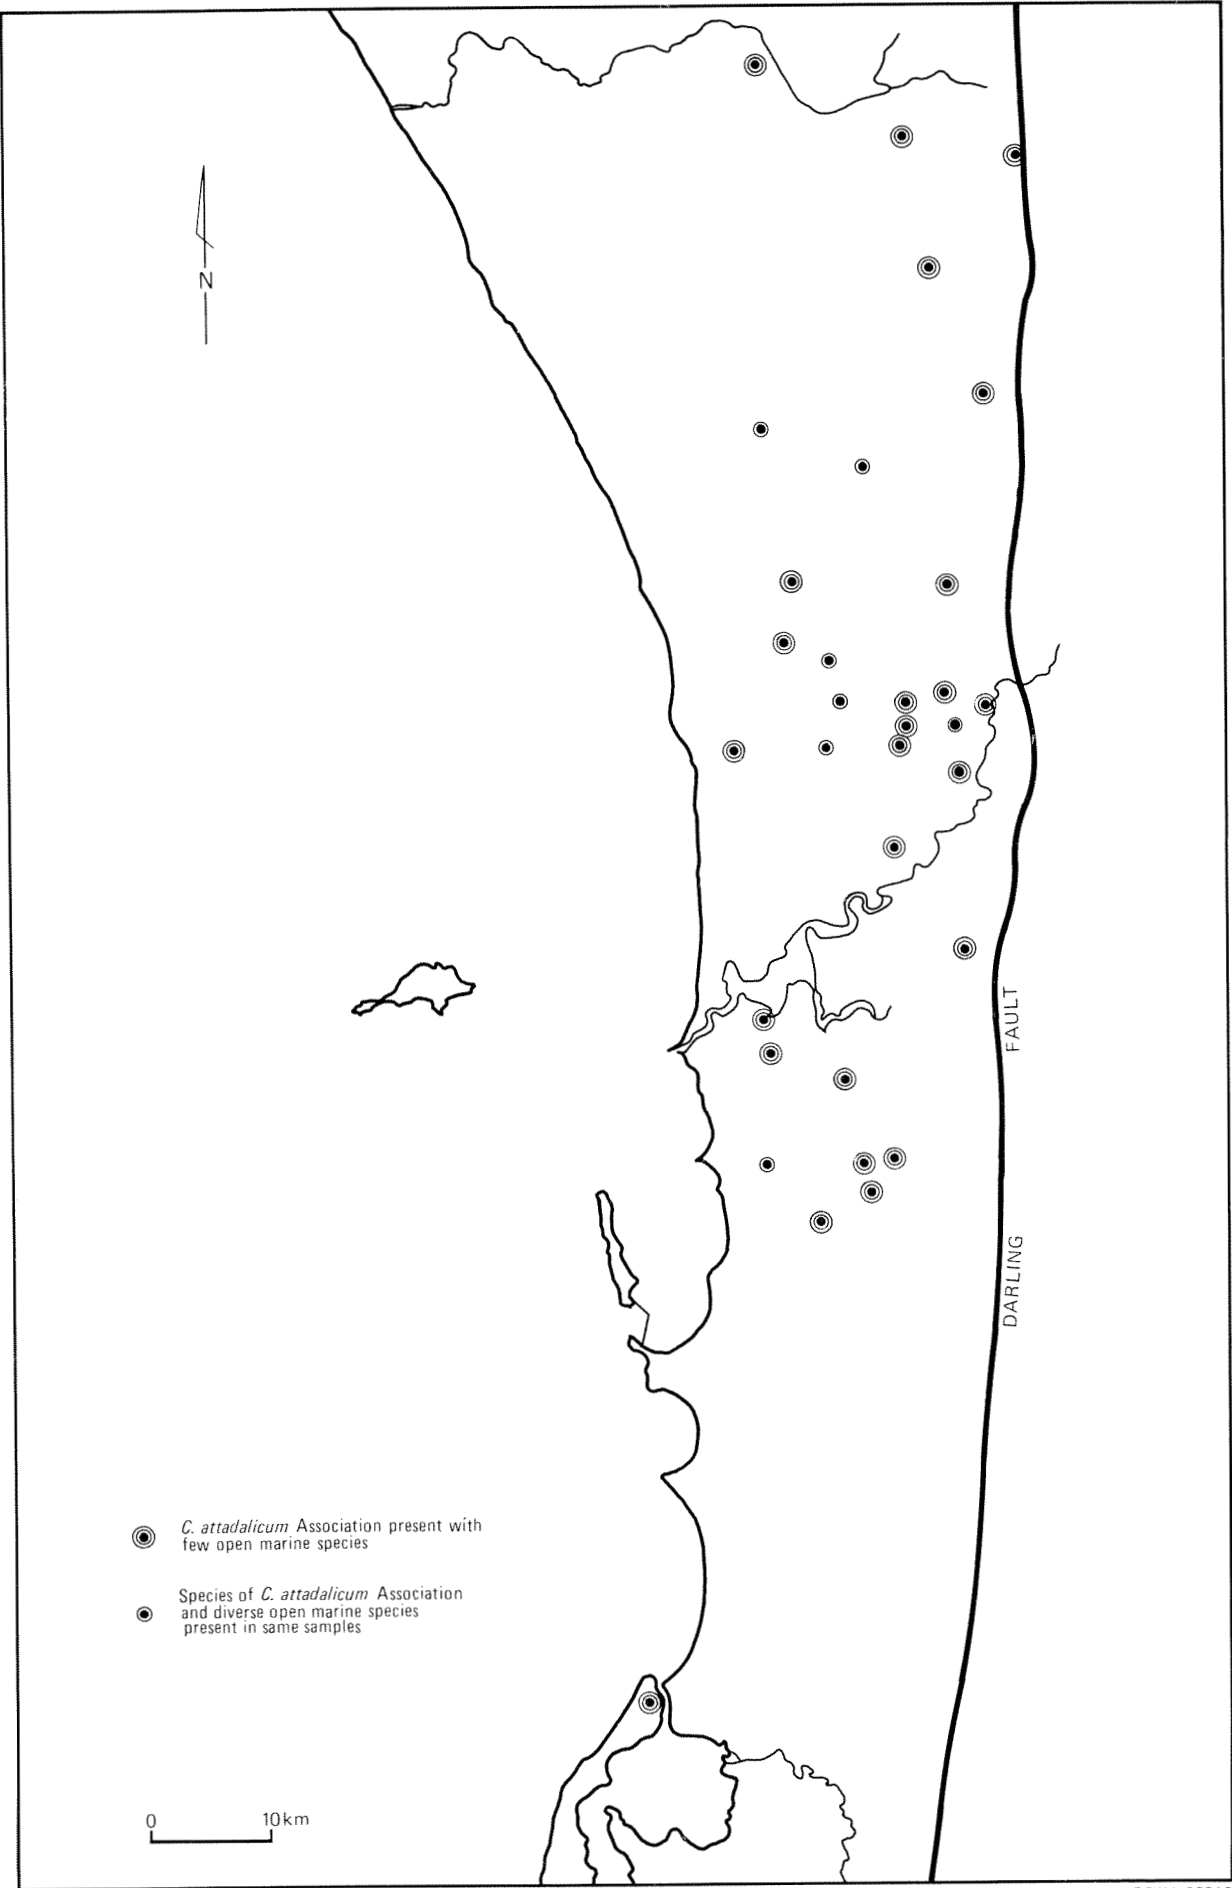 N
FAULT
DARLING
C. attadalicum Association present with
few open marine species
Species of C. attadalicum Association
and diverse open marine species
present in same samples
0 10km